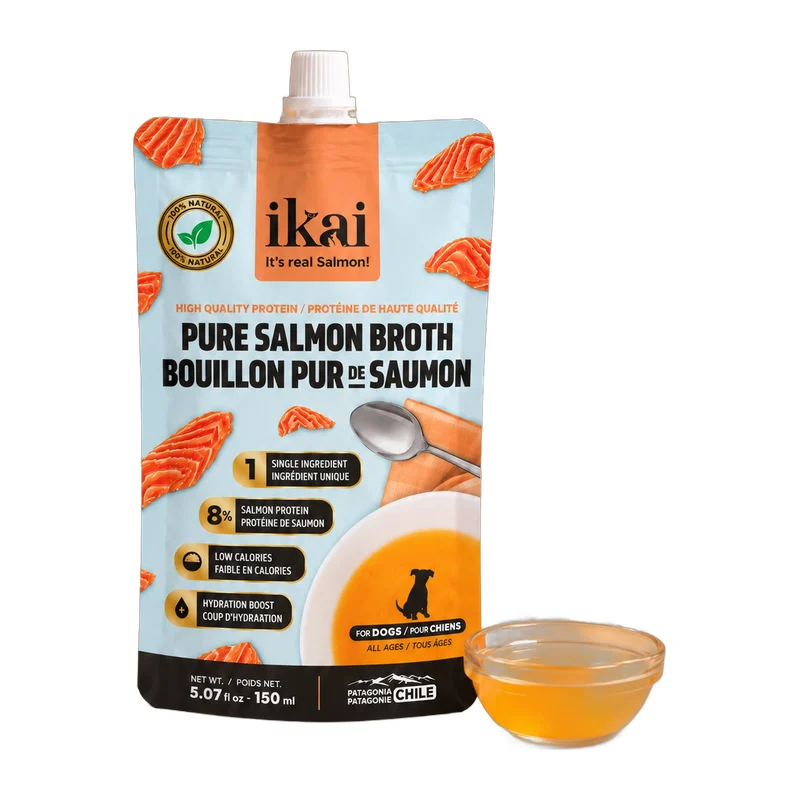 100% NATURAL
100% NATURAL
ikai
It's real Salmon!
HIGH QUALITY PROTEIN / PROTÉINE DE HAUTE QUALITÉ
PURE SALMON BROTH
BOUILLON PUR DE SAUMON
1
SINGLE INGREDIENT
INGRÉDIENT UNIQUE
8%
SALMON PROTEIN
PROTÉINE DE SAUMON
LOW CALORIES
FAIBLE EN CALORIES
HYDRATION BOOST
COUP D'HYDRAATION
FOR DOGS / POUR CHIENS
ALL AGES / TOUS ÂGES
NET WT. / POIDS NET.
5.07 fl oz - 150 ml
PATAGONIA
PATAGONIE
CHILE